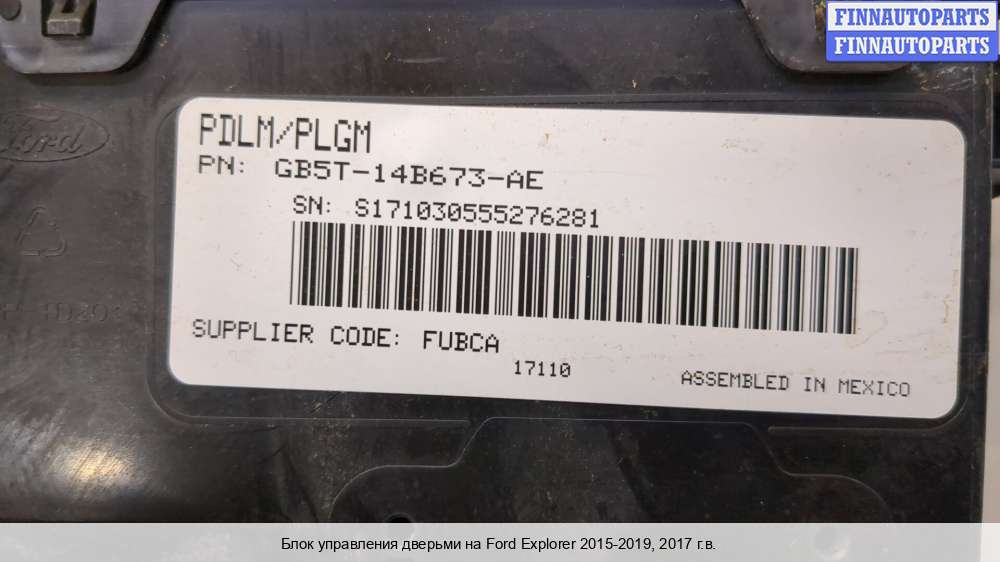 FINNAUTOPARTS
FINNAUTOPARTS
Ford
PDLM/PLGM
PN: GB5T-14B673-AE
SN: S171030555276281
SUPPLIER CODE: FUBCA
17110
ASSEMBLED IN MEXICO
Блок управления дверьми на Ford Explorer 2015-2019, 2017 г.в.